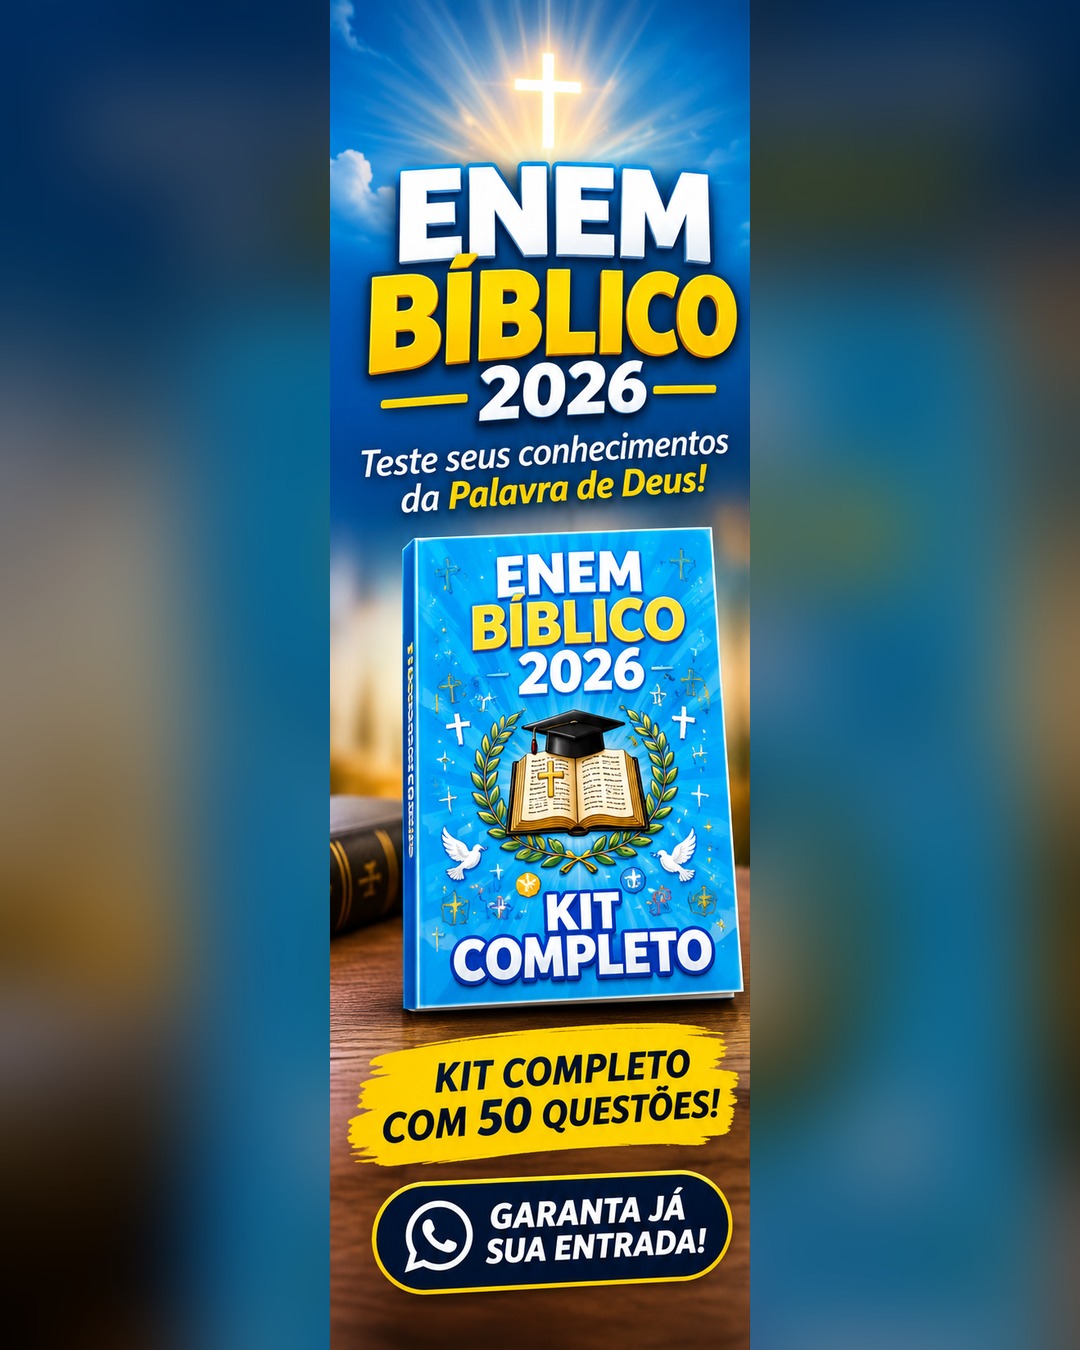 ENEM
BÍBLICO
2026
Teste seus conhecimentos
da Palavra de Deus!
ENEM
BÍBLICO
2026
KIT
COMPLETO
KIT COMPLETO
COM 50 QUESTÕES!
GARANTA JÁ
SUA ENTRADA!